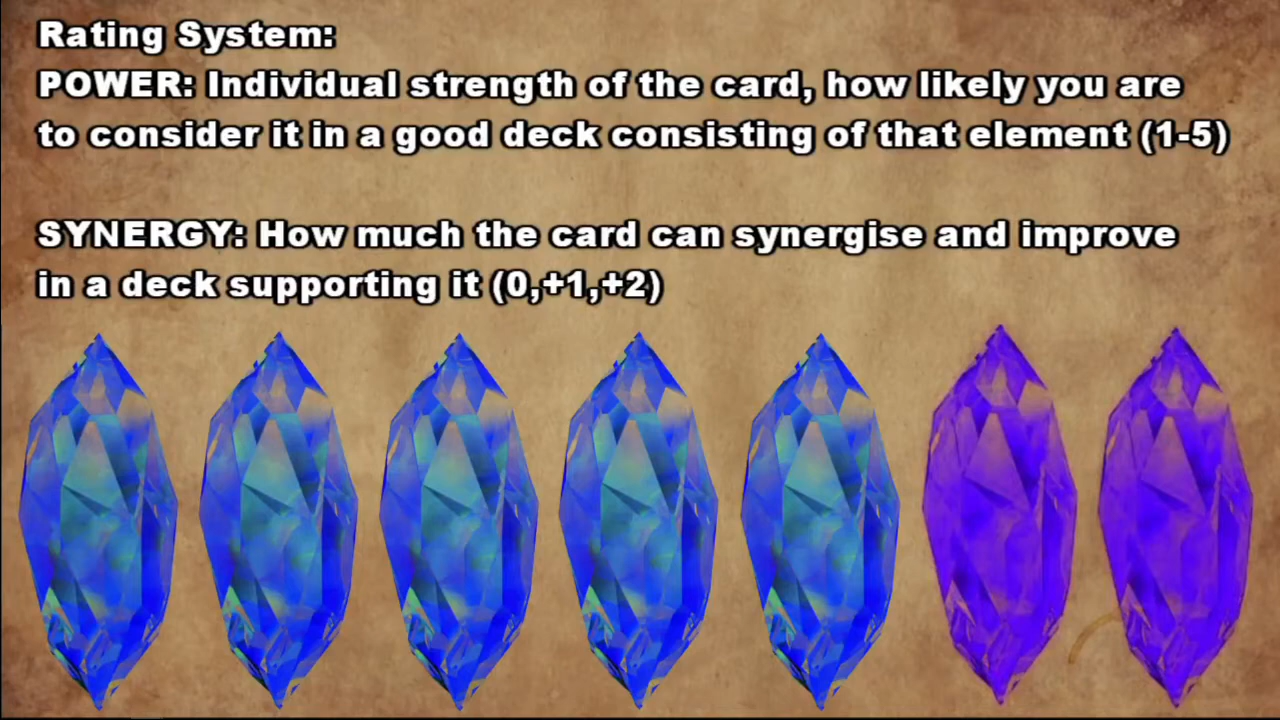 Rating System:
POWER: Individual strength of the card, how likely you are
to consider it in a good deck consisting of that element (1-5)
SYNERGY: How much the card can synergise and improve
in a deck supporting it (0,+1,+2)